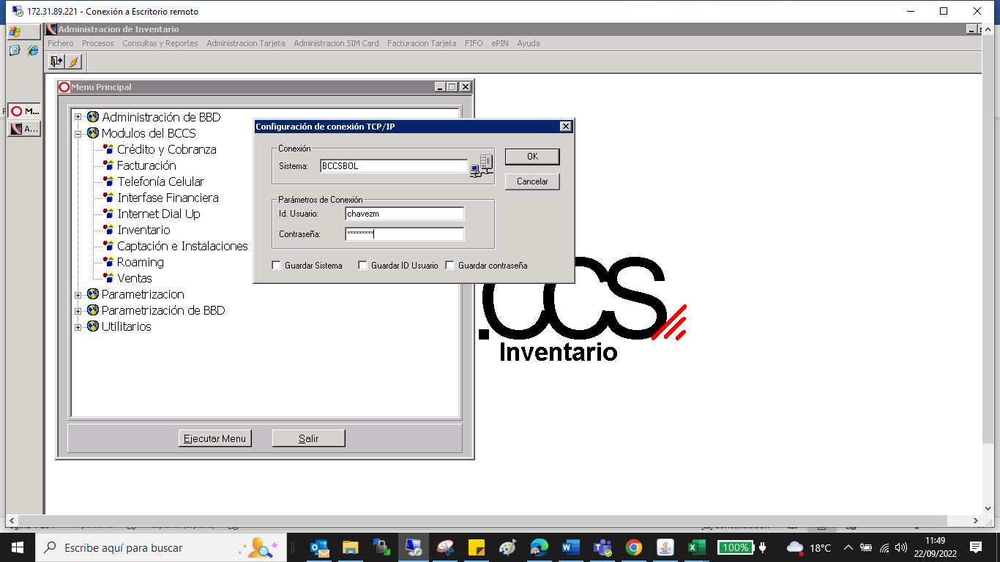 172.31.89.221 - Conexión a Escritorio remoto
Administracion de Inventario
Fichero Procesos Consultas y Reportes Administracion Tarjeta Administracion SIM Card Facturacion Tarjeta FIFO ePIN Ayuda
Menu Principal
M...
A...
Administración de BBD
Modulos del BCCS
Crédito y Cobranza
Facturación
Telefonía Celular
Interfase Financiera
Internet Dial Up
Inventario
Captación e Instalaciones
Roaming
Ventas
Parametrizacion
Parametrización de BBD
Utilitarios
Ejecutar Menu Salir
Configuración de conexión TCP/IP
Conexión
Sistema: BCCSBOL
OK
Cancelar
Parámetros de Conexión
Id. Usuario: chavezm
Contraseña: *********
Guardar Sistema Guardar ID Usuario Guardar contraseña
.CCS
Inventario
Escribe aquí para buscar
100%
18°C
11:49
22/09/2022